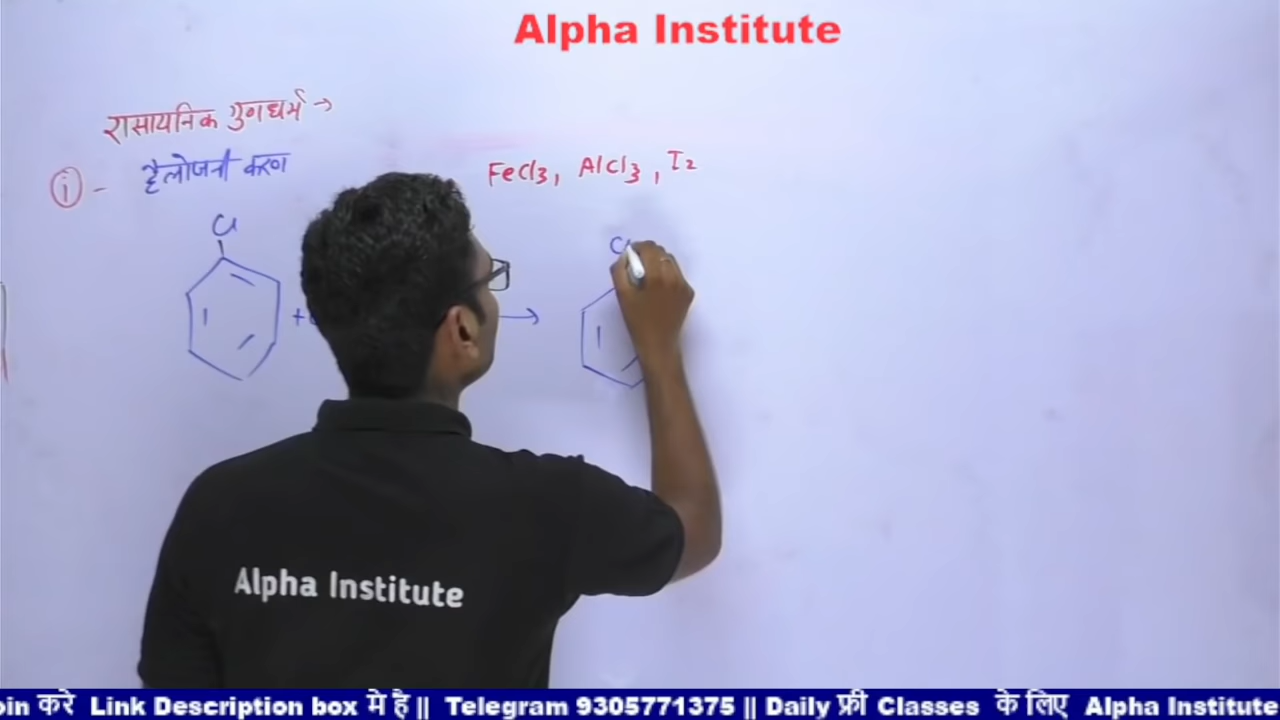 Alpha Institute
रासायनिक गुणधर्म →
(i) - हैलोजनीकरण
FeCl3, AlCl3, I2
Cl
+
→
Alpha Institute
करे Link Description box मे है || Telegram 9305771375 || Daily फ्री Classes के लिए Alpha Institute